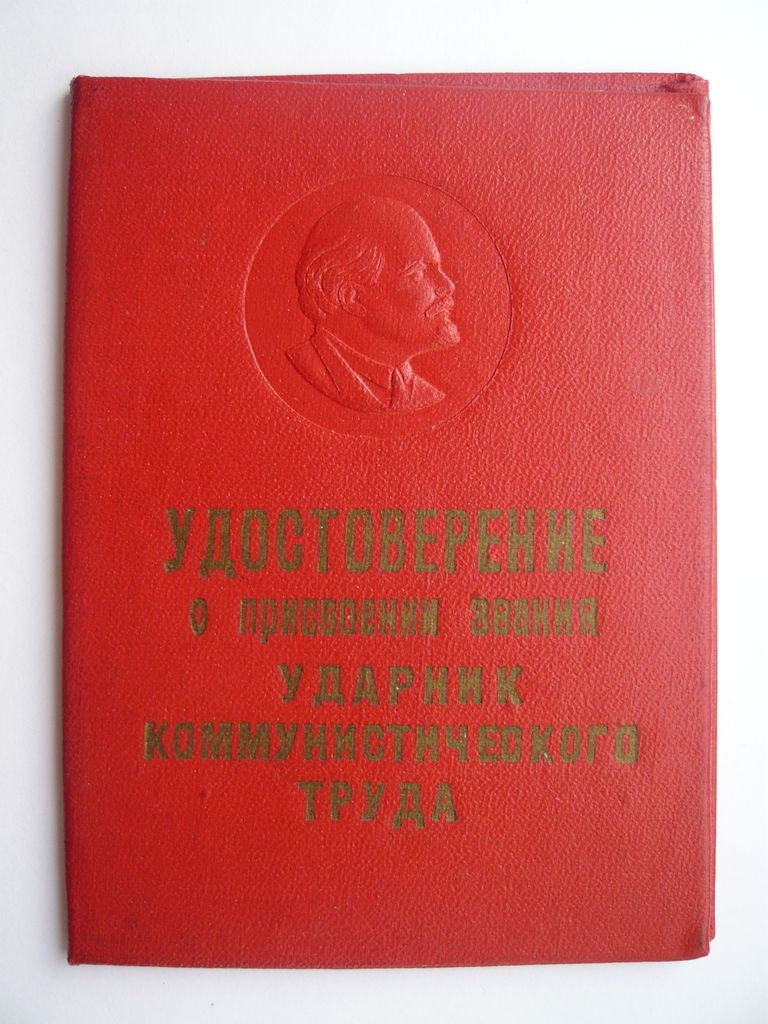 УДОСТОВЕРЕНИЕ
о присвоении звания
УДАРНИК
КОММУНИСТИЧЕСКОГО
ТРУДА